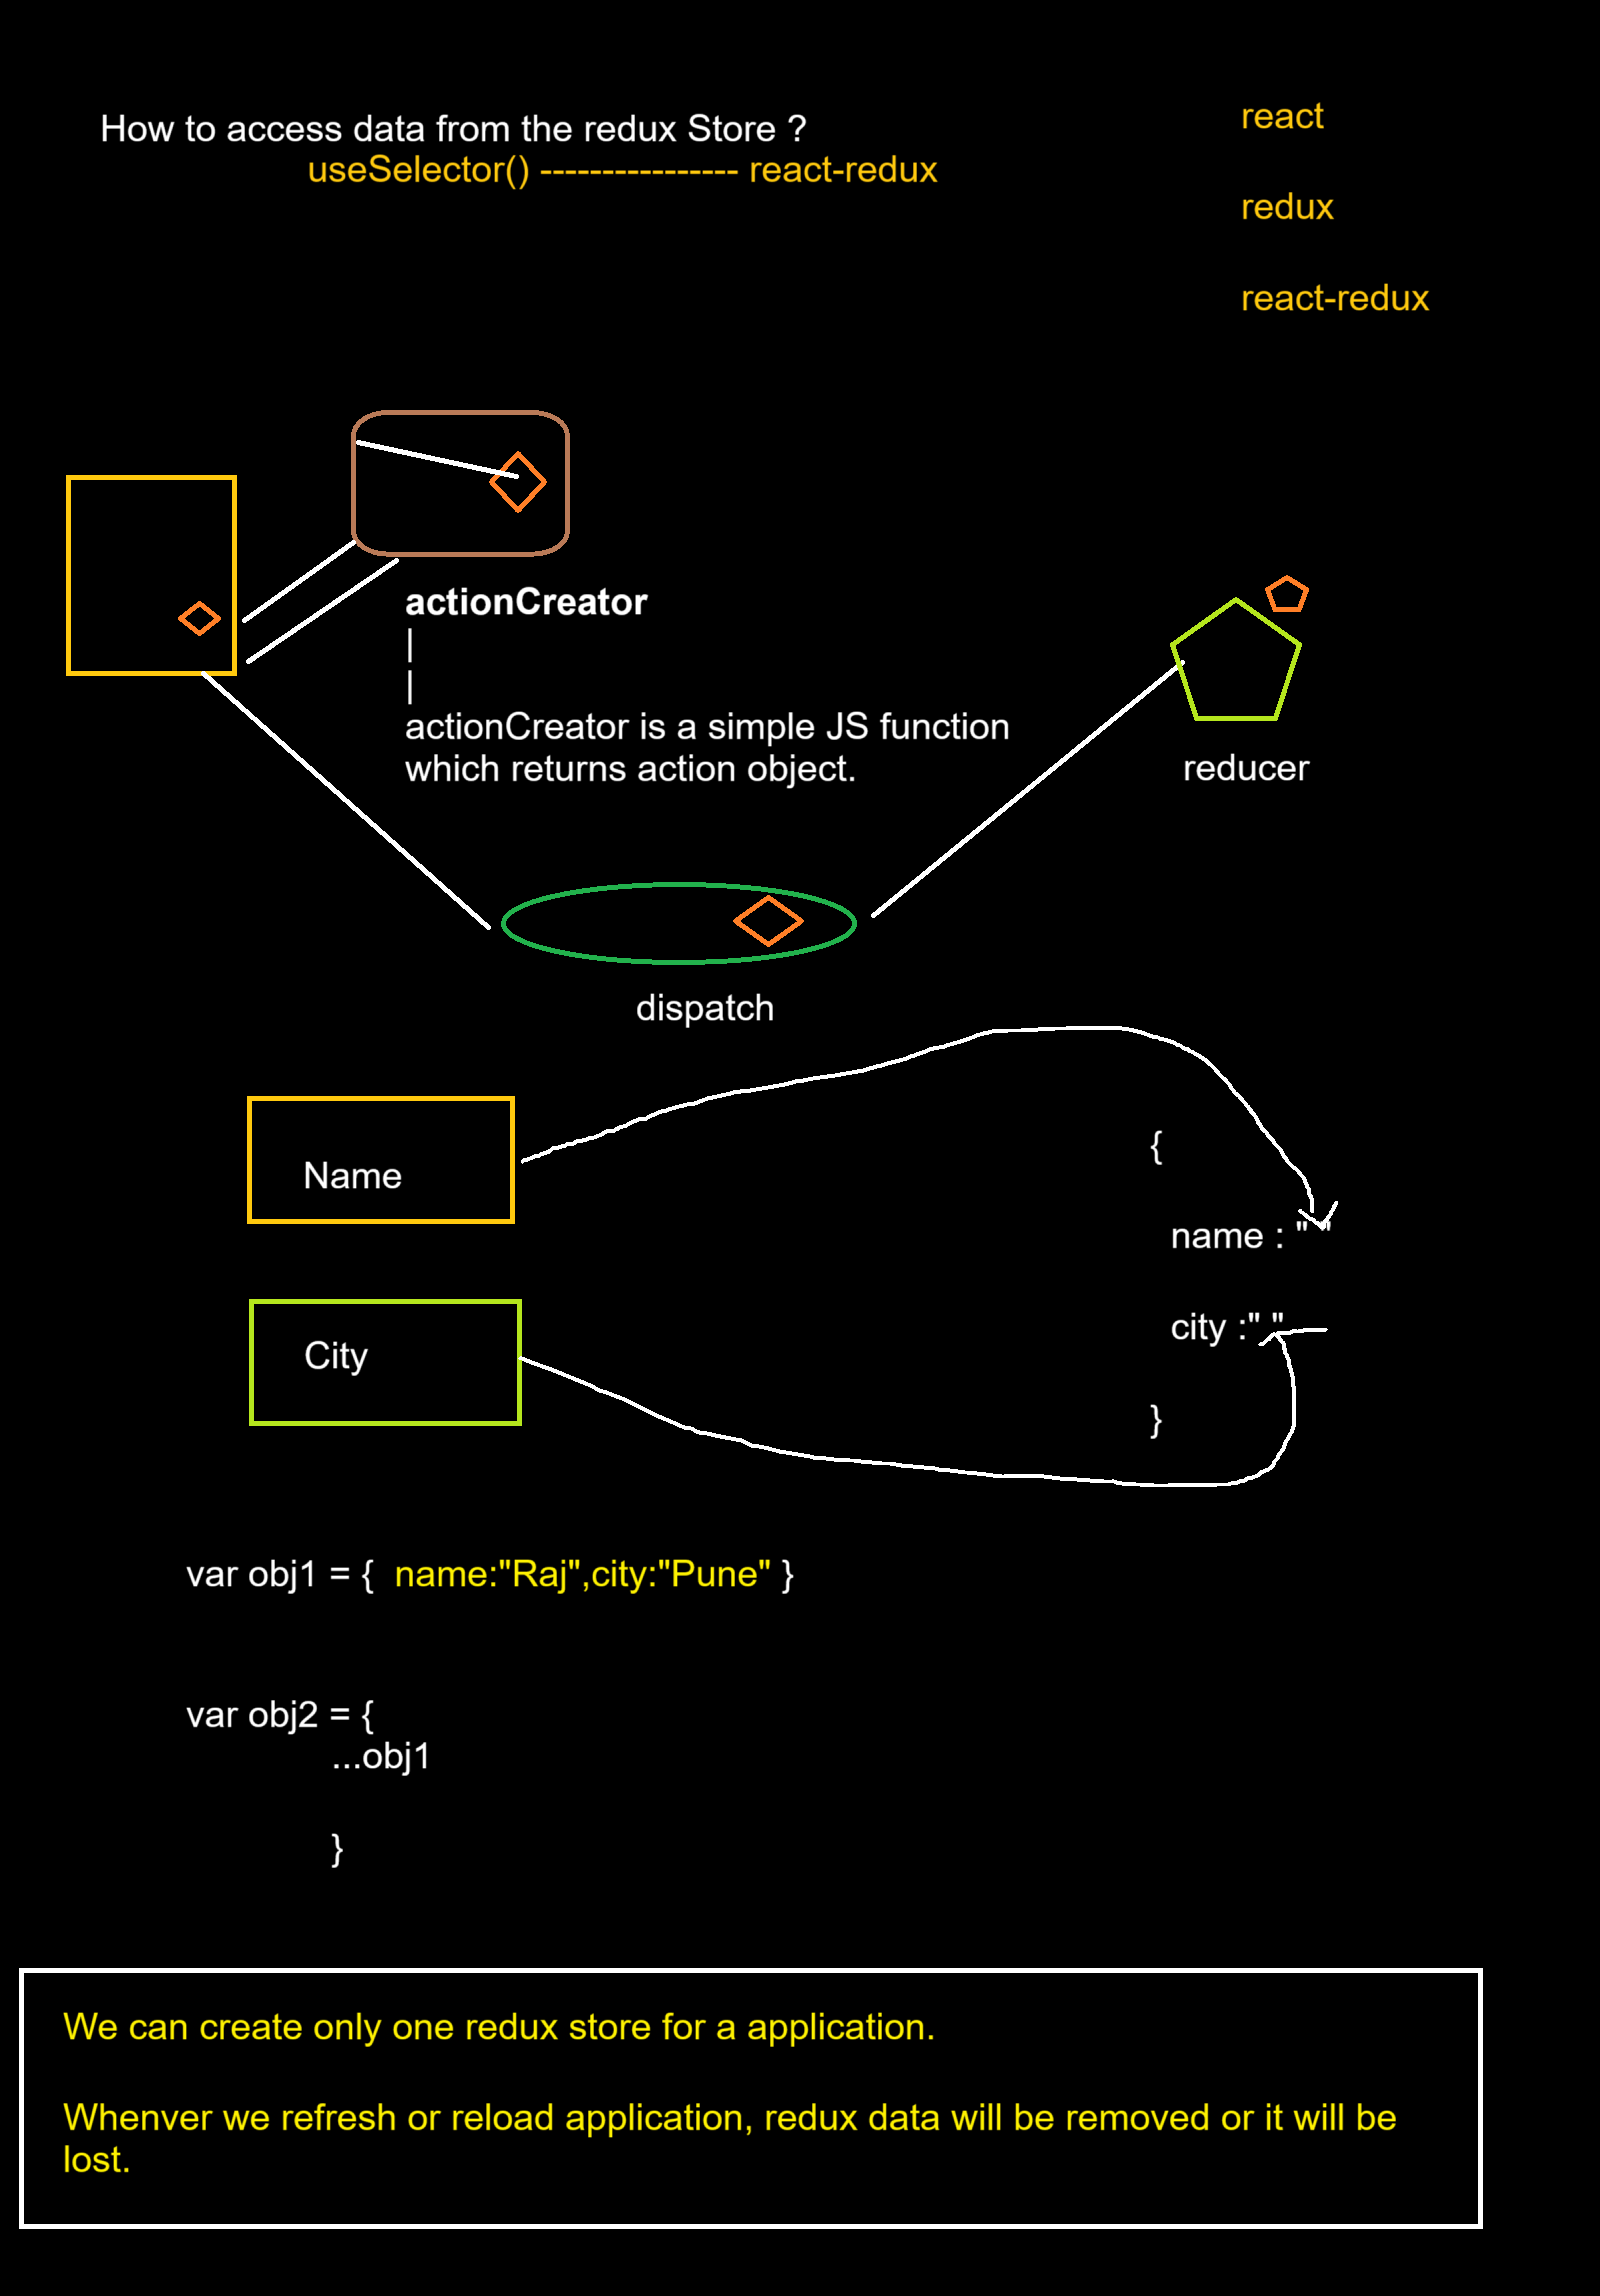 How to access data from the redux Store ?
useSelector() ---------------- react-redux
react
redux
react-redux
actionCreator
|
|
actionCreator is a simple JS function
which returns action object.
reducer
dispatch
Name
{
name : " "
city :" "
}
City
var obj1 = {  name:"Raj",city:"Pune" }
var obj2 = {
...obj1
}
We can create only one redux store for a application.
Whenver we refresh or reload application, redux data will be removed or it will be
lost.